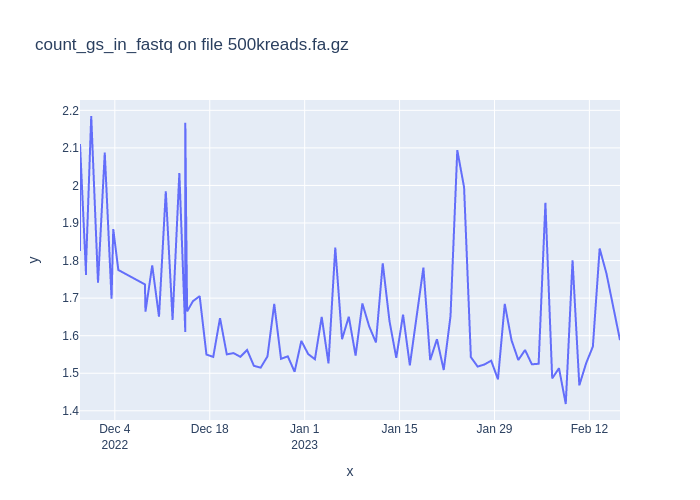 count_gs_in_fastq on file 500kreads.fa.gz
2.2
2.1
2
1.9
1.8
1.7
1.6
1.5
1.4
y
Dec 4
2022
Dec 18
Jan 1
2023
Jan 15
Jan 29
Feb 12
x